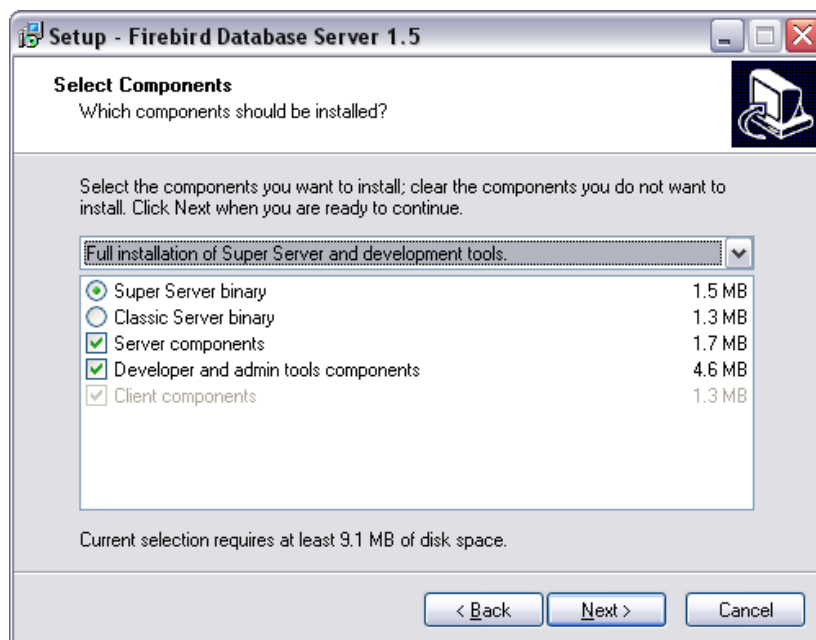 Setup - Firebird Database Server 1.5
Select Components
Which components should be installed?
Select the components you want to install; clear the components you do not want to
install. Click Next when you are ready to continue.
Full installation of Super Server and development tools.
Super Server binary 1.5 MB
Classic Server binary 1.3 MB
Server components 1.7 MB
Developer and admin tools components 4.6 MB
Client components 1.3 MB
Current selection requires at least 9.1 MB of disk space.
< Back Next > Cancel